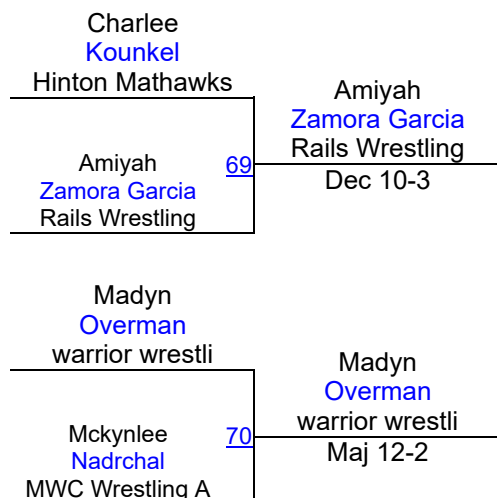 Charlee
Kounkel
Hinton Mathawks
Amiyah
Zamora Garcia
Rails Wrestling
69
Amiyah
Zamora Garcia
Rails Wrestling
Dec 10-3
Madyn
Overman
warrior wrestli
Mckynlee
Nadrchal
MWC Wrestling A
70
Madyn
Overman
warrior wrestli
Maj 12-2